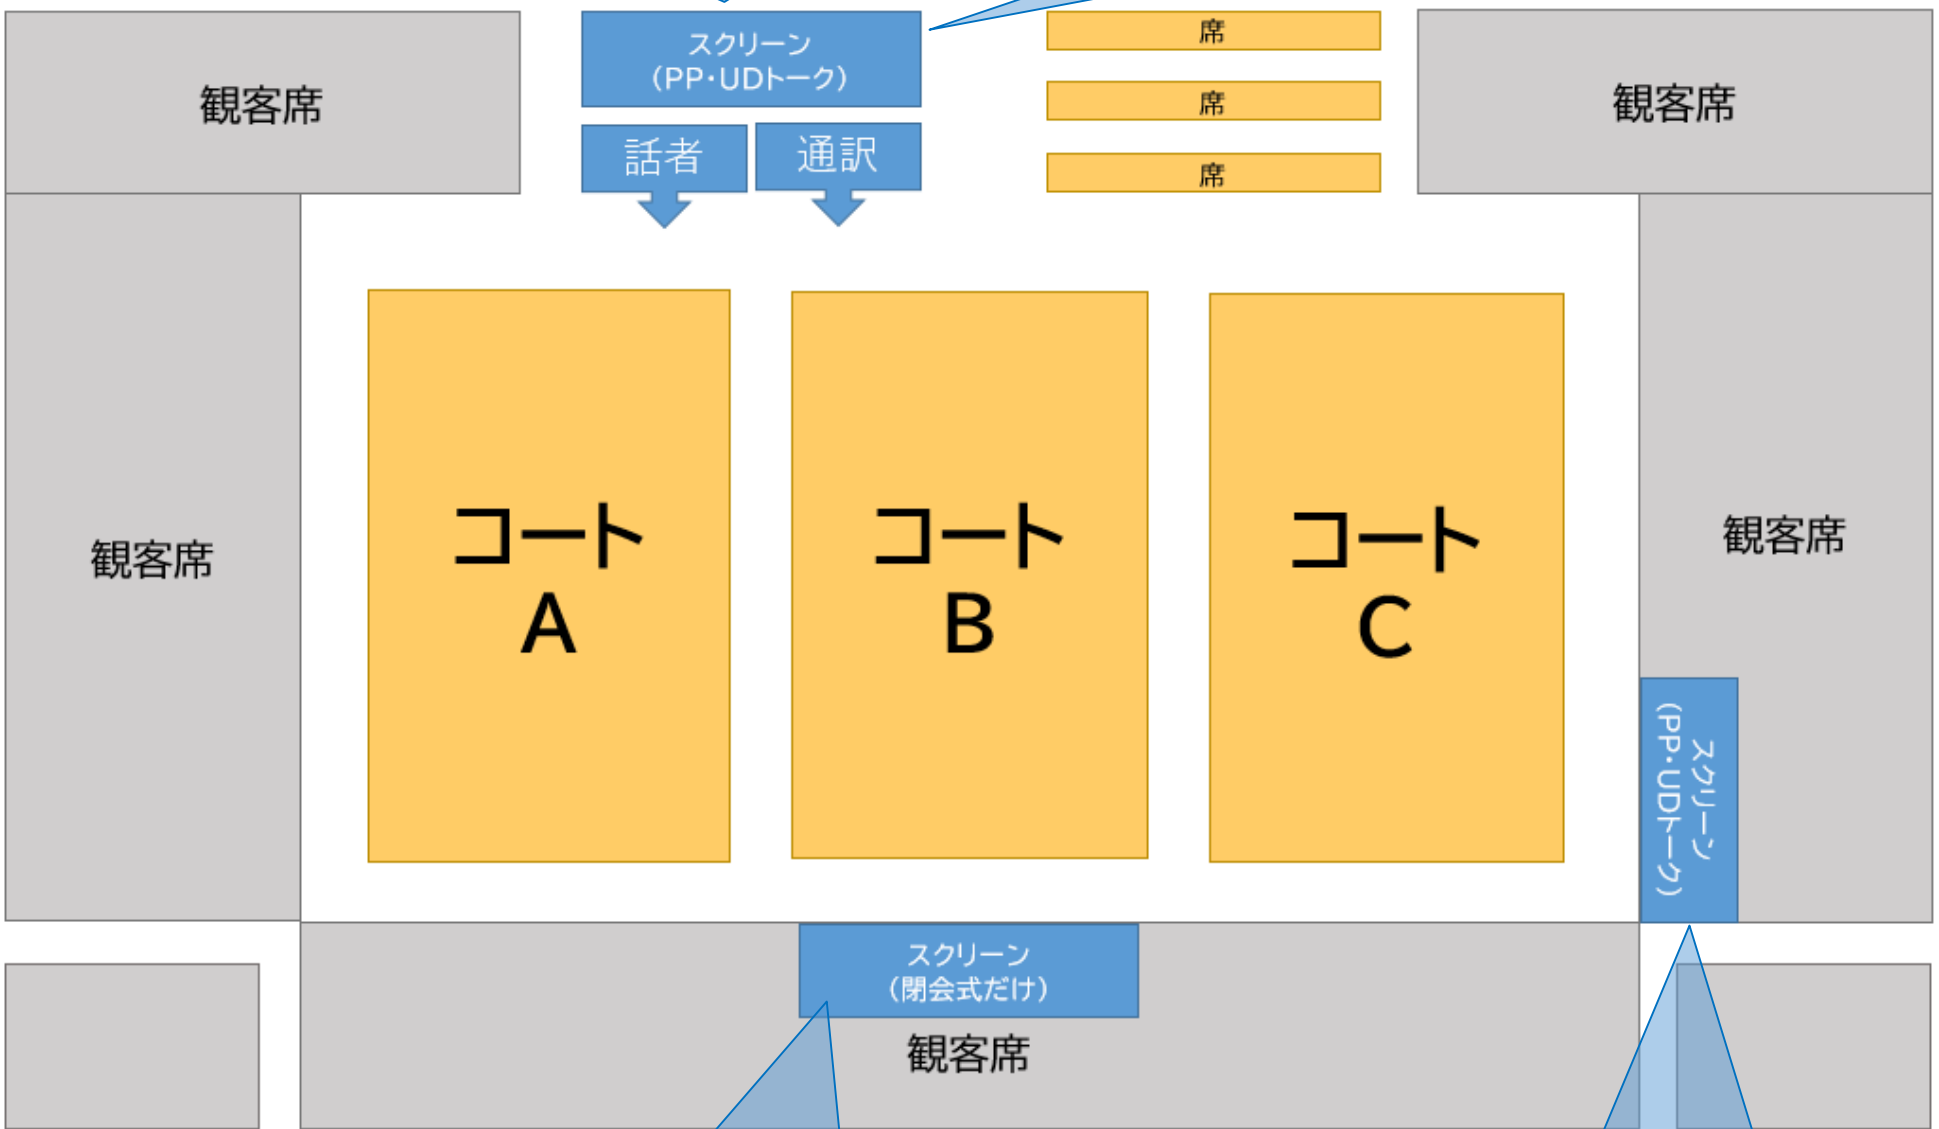 観客席
スクリーン
(PP・UDトーク)
話者
通訳
席
席
席
観客席
観客席
コート
A
コート
B
コート
C
観客席
スクリーン
(PP・UDトーク)
スクリーン
(閉会式だけ)
観客席